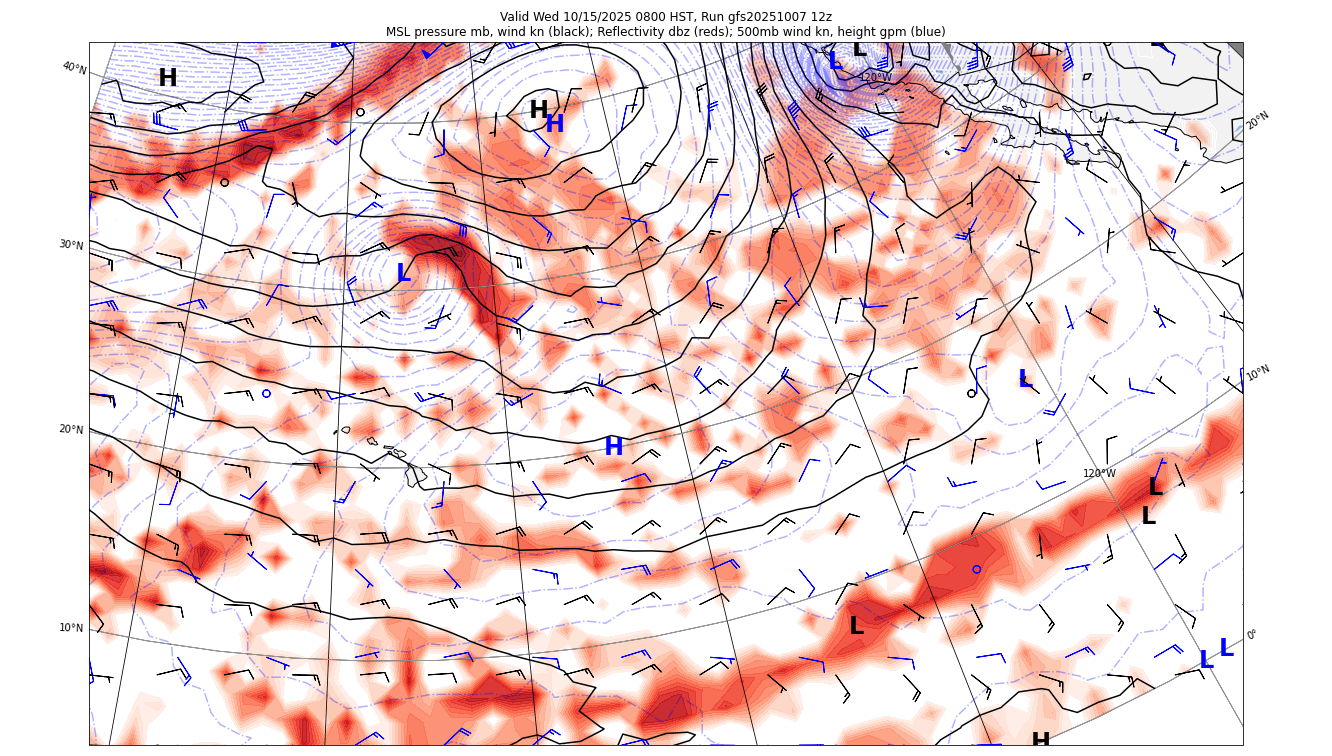 Valid Wed 10/15/2025 0800 HST, Run gfs20251007 12z
MSL pressure mb, wind kn (black); Reflectivity dbz (reds); 500mb wind kn, height gpm (blue)
L
L
120°W
40°N
H
H
H
20°N
30°N
L
10°N
L
20°N
H
120°W
L
L
10°N
L
0°
L
L
H